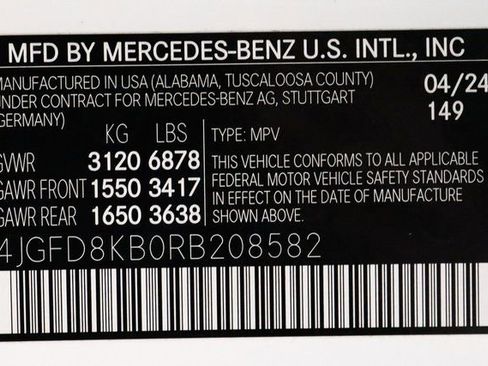 MFD BY MERCEDES-BENZ U.S. INTL., INC
MANUFACTURED IN USA (ALABAMA, TUSCALOOSA COUNTY)
UNDER CONTRACT FOR MERCEDES-BENZ AG, STUTTGART
(GERMANY)
04/24
149
KG LBS
GVWR 3120 6878
GAWR FRONT 1550 3417
GAWR REAR 1650 3638
TYPE: MPV
THIS VEHICLE CONFORMS TO ALL APPLICABLE
FEDERAL MOTOR VEHICLE SAFETY STANDARDS
IN EFFECT ON THE DATE OF MANUFACTURE
SHOWN ABOVE.
4JGFD8KB0RB208582